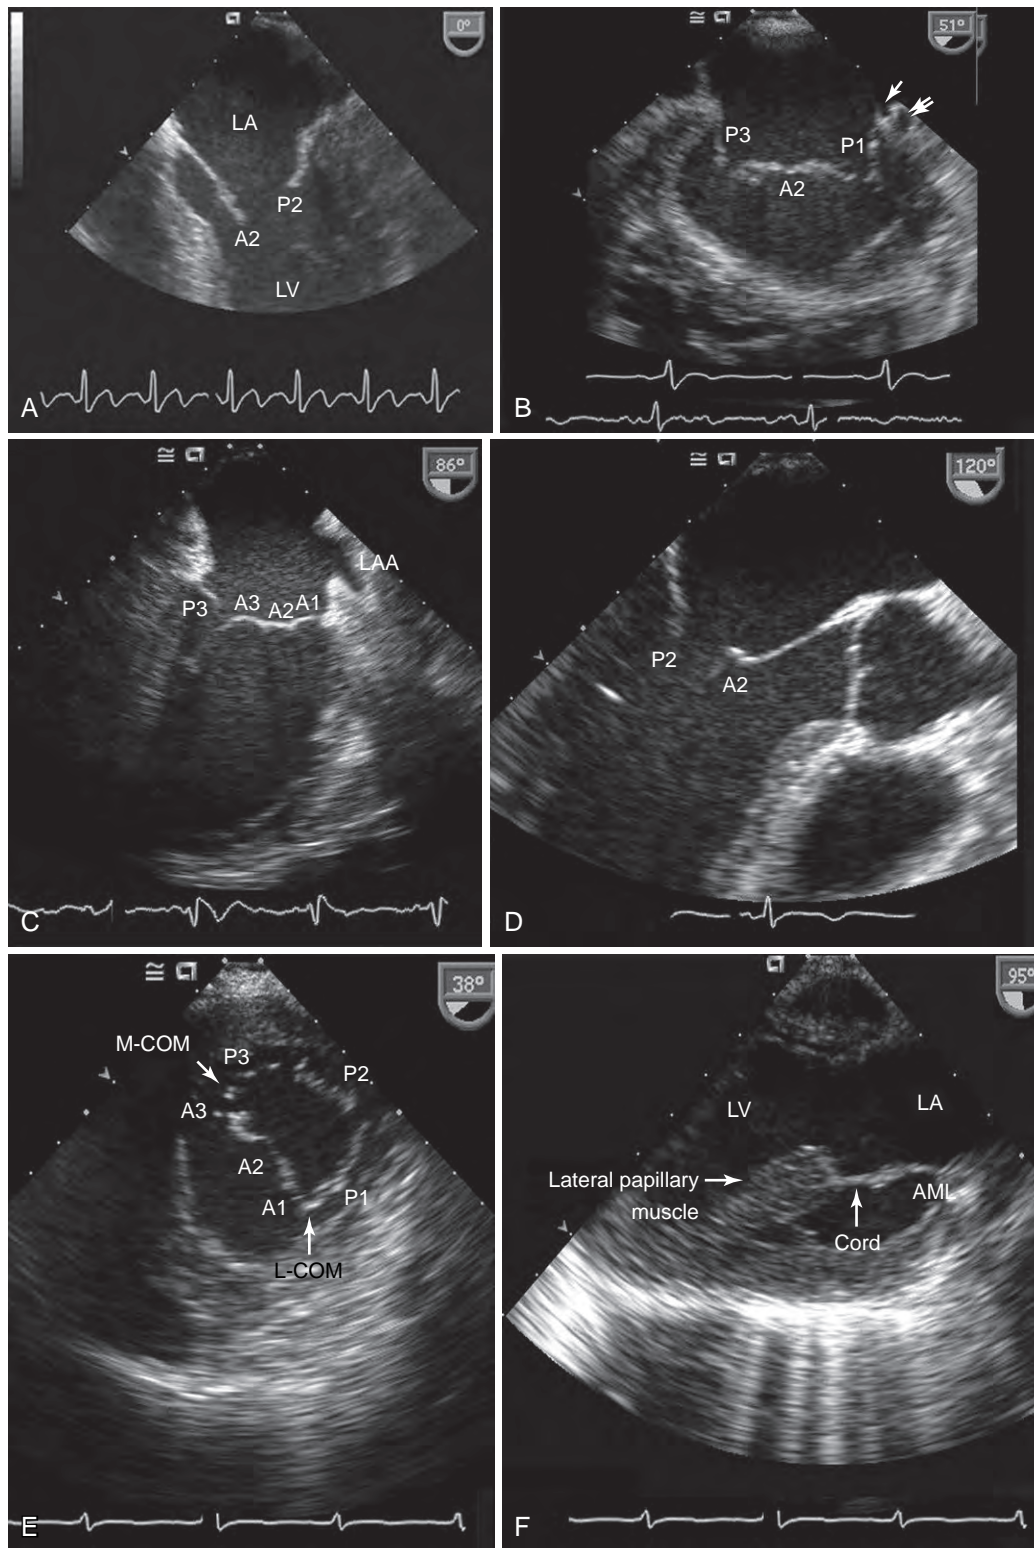 0°
LA
P2
A2
LV
A
51°
P3
P1
A2
B
86°
LAA
P3
A3
A2
A1
C
120°
P2
A2
D
38°
M-COM
P3
P2
A3
A2
A1
P1
L-COM
E
95°
LV
LA
Lateral papillary
muscle
AML
Cord
F